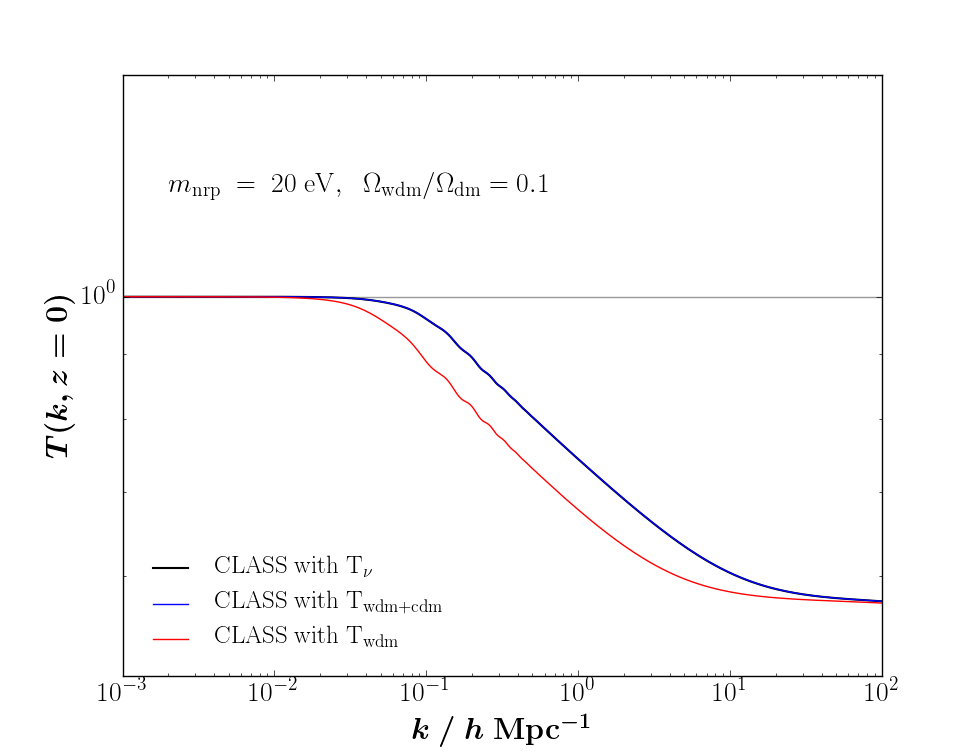 m_nrp = 20 eV, Ω_wdm/Ω_dm = 0.1
T(k, z = 0)
10^0
CLASS with T_ν
CLASS with T_wdm+cdm
CLASS with T_wdm
10^−3 10^−2 10^−1 10^0 10^1 10^2
k / h Mpc^−1